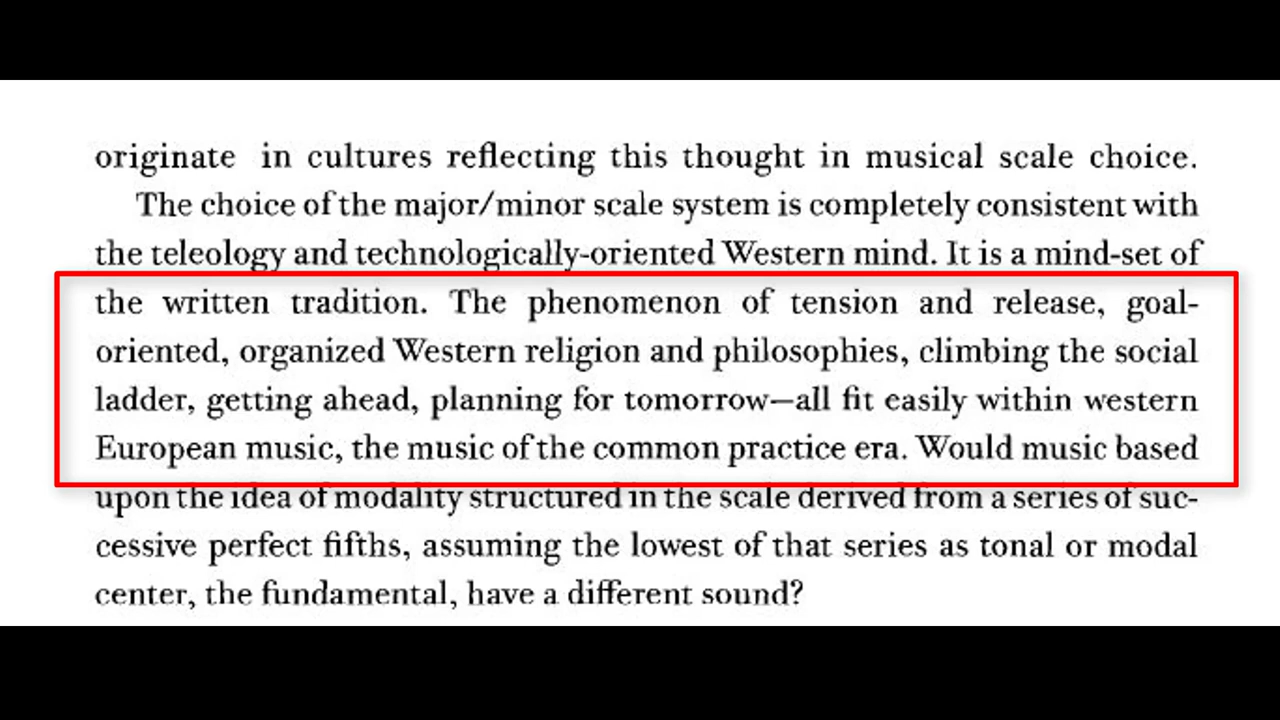 originate in cultures reflecting this thought in musical scale choice.
The choice of the major/minor scale system is completely consistent with
the teleology and technologically-oriented Western mind. It is a mind-set of
the written tradition. The phenomenon of tension and release, goal-
oriented, organized Western religion and philosophies, climbing the social
ladder, getting ahead, planning for tomorrow—all fit easily within western
European music, the music of the common practice era. Would music based
upon the idea of modality structured in the scale derived from a series of suc-
cessive perfect fifths, assuming the lowest of that series as tonal or modal
center, the fundamental, have a different sound?